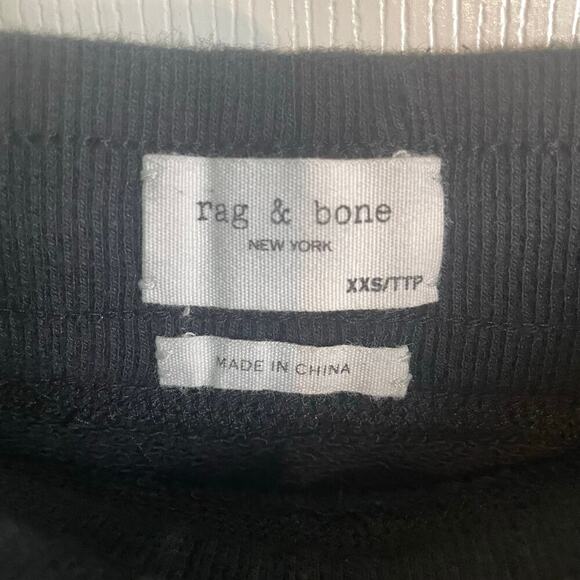 rag & bone
NEW YORK
XXS/TTP
MADE IN CHINA